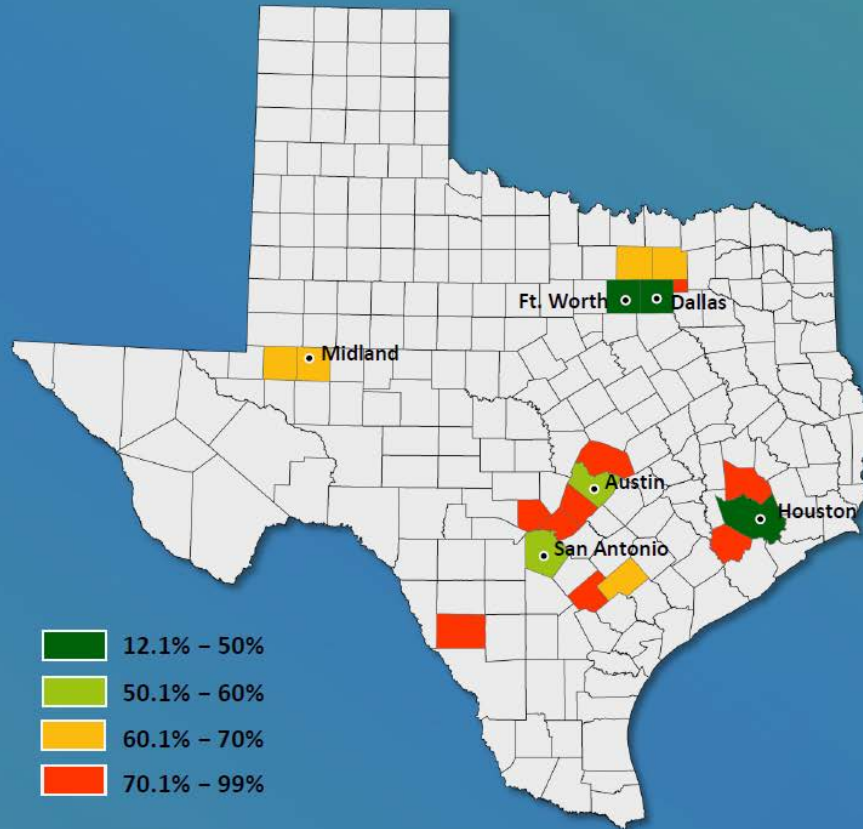 Ft. Worth
Dallas
Midland
Austin
Houston
San Antonio
12.1% – 50%
50.1% – 60%
60.1% – 70%
70.1% – 99%